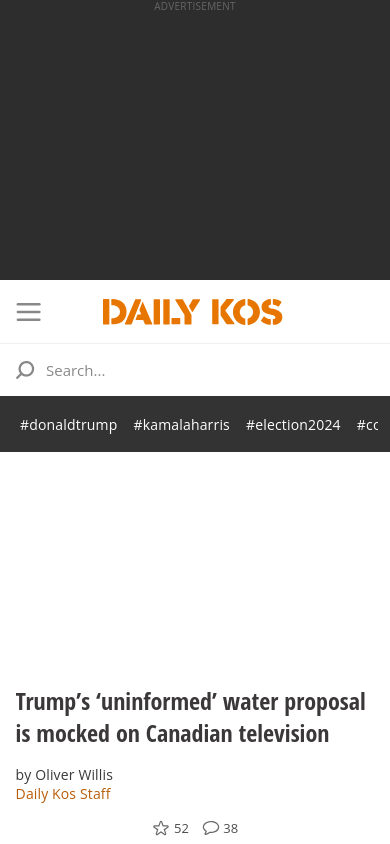 ADVERTISEMENT
DAILY KOS
Search...
#donaldtrump #kamalaharris #election2024
Trump’s ‘uninformed’ water proposal
is mocked on Canadian television
by Oliver Willis
Daily Kos Staff
52 38